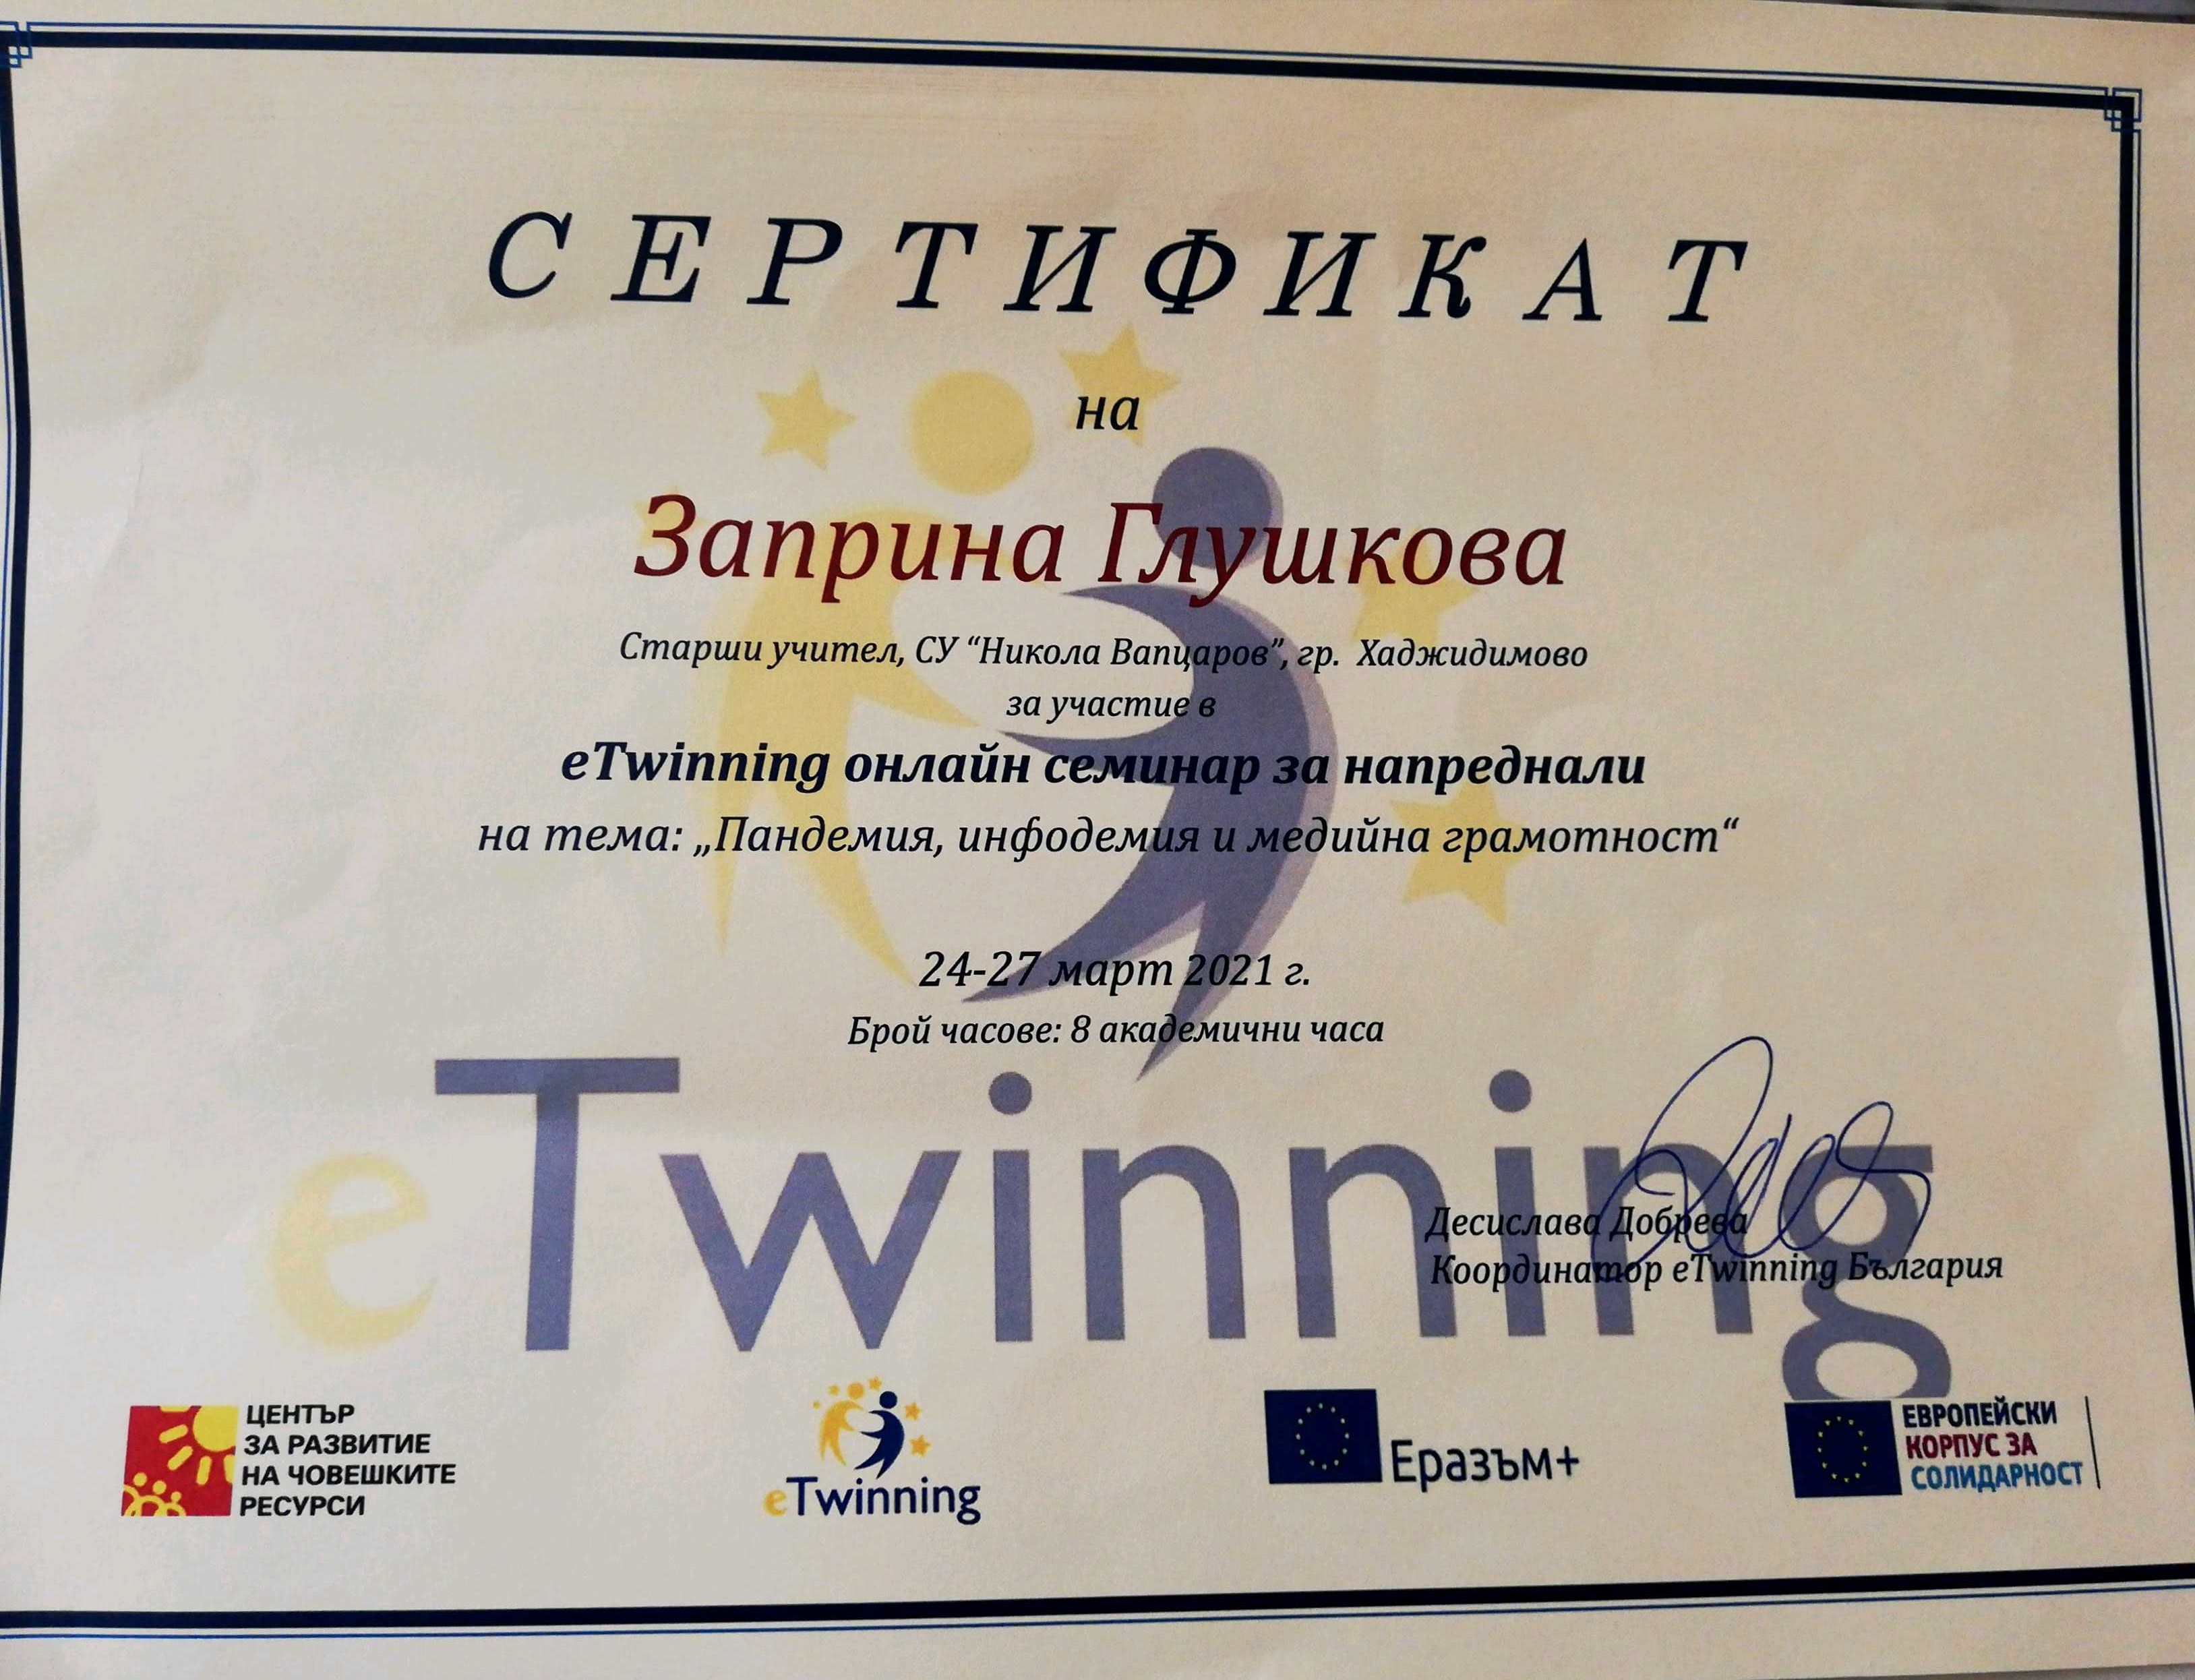 СЕРТИФИКАТ
на
Заприна Глушкова
Старши учител, СУ “Никола Вапцаров”, гр. Хаджидимово
за участие в
eTwinning онлайн семинар за напреднали
на тема: „Пандемия, инфодемия и медийна грамотност“
24-27 март 2021 г.
Брой часове: 8 академични часа
eTwinning
Десислава Добрева
Координатор eTwinning България
ЦЕНТЪР
ЗА РАЗВИТИЕ
НА ЧОВЕШКИТЕ
РЕСУРСИ
eTwinning
Еразъм+
ЕВРОПЕЙСКИ
КОРПУС ЗА
СОЛИДАРНОСТ